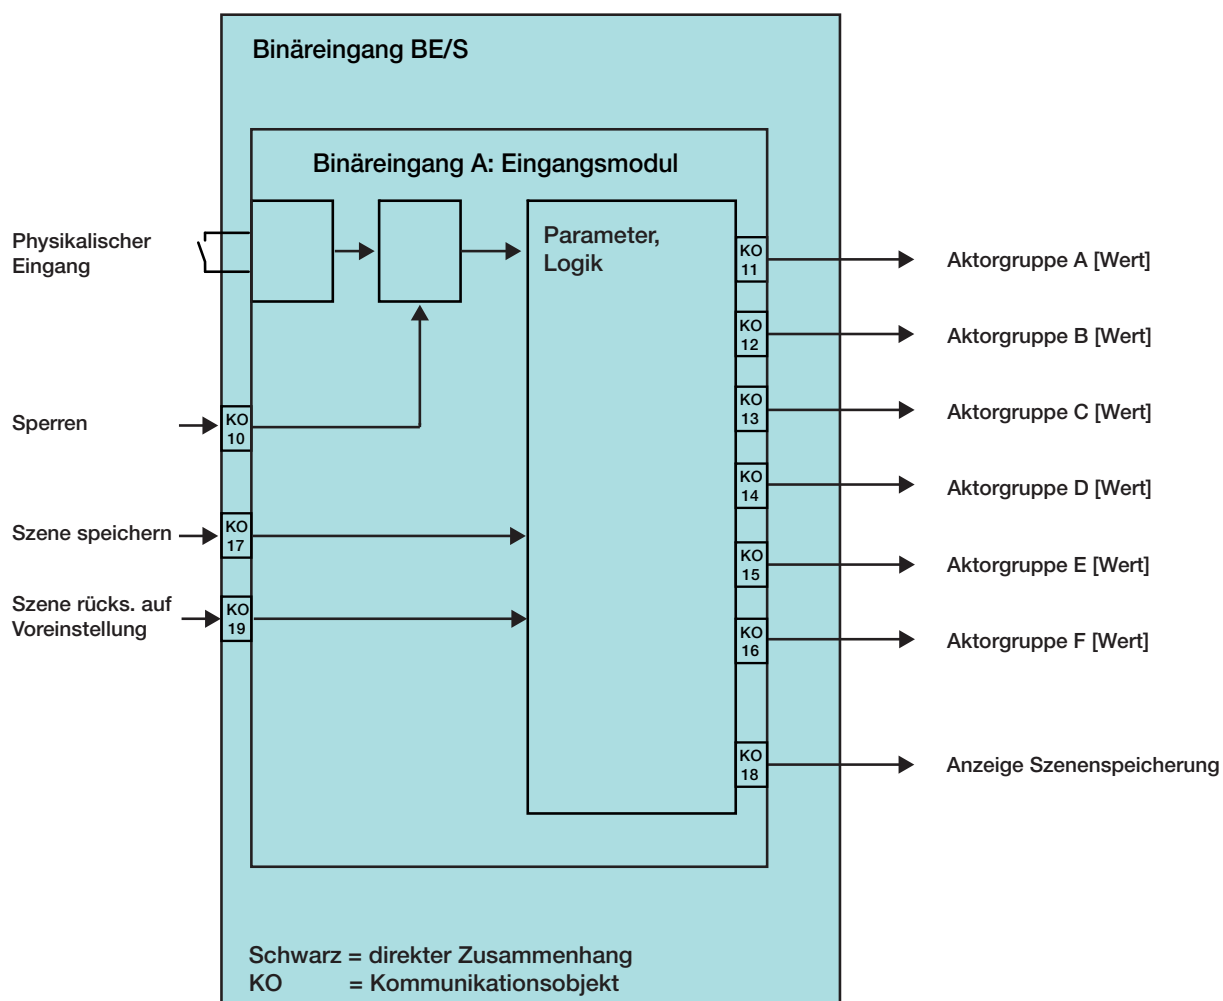 Binäreingang BE/S
Binäreingang A: Eingangsmodul
Physikalischer
Eingang
Parameter,
Logik
KO
11
Aktorgruppe A [Wert]
KO
12
Aktorgruppe B [Wert]
Sperren
KO
10
KO
13
Aktorgruppe C [Wert]
KO
14
Aktorgruppe D [Wert]
Szene speichern
KO
17
KO
15
Aktorgruppe E [Wert]
Szene rücks. auf
Voreinstellung
KO
19
KO
16
Aktorgruppe F [Wert]
KO
18
Anzeige Szenenspeicherung
Schwarz = direkter Zusammenhang
KO = Kommunikationsobjekt